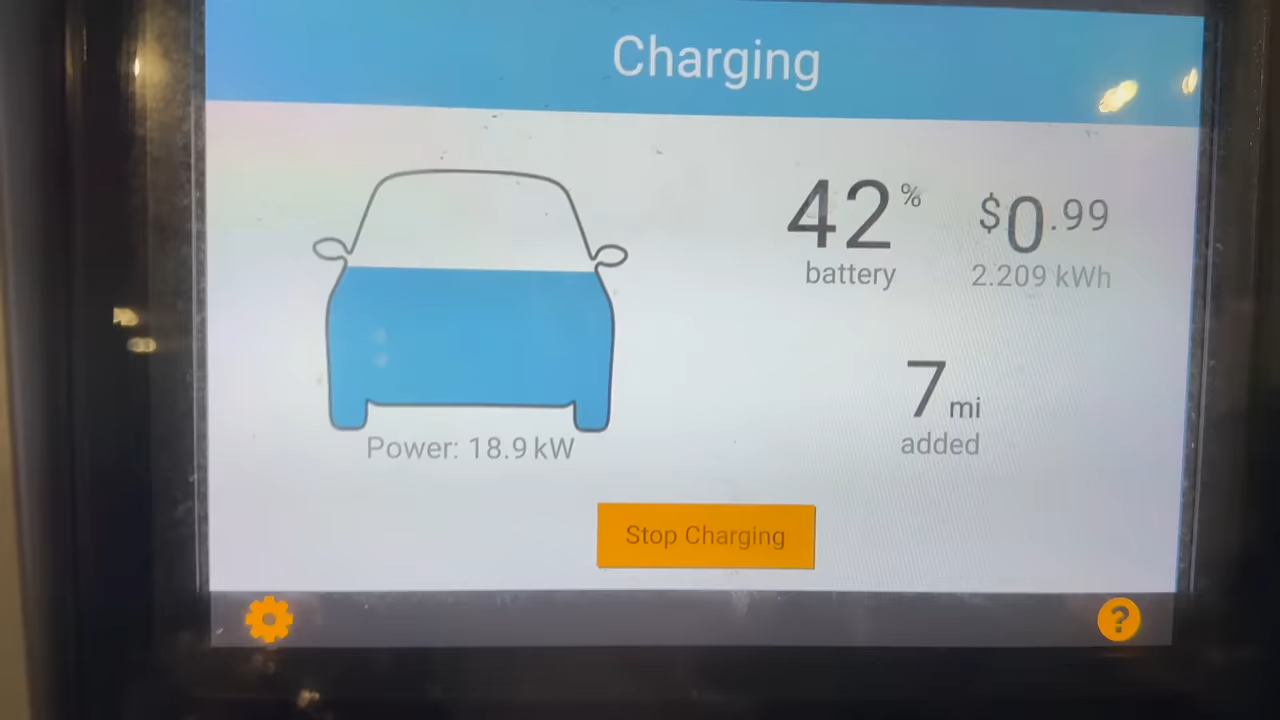 Charging
42 % $0.99
battery 2.209 kWh
7 mi
added
Power: 18.9 kW
Stop Charging
?